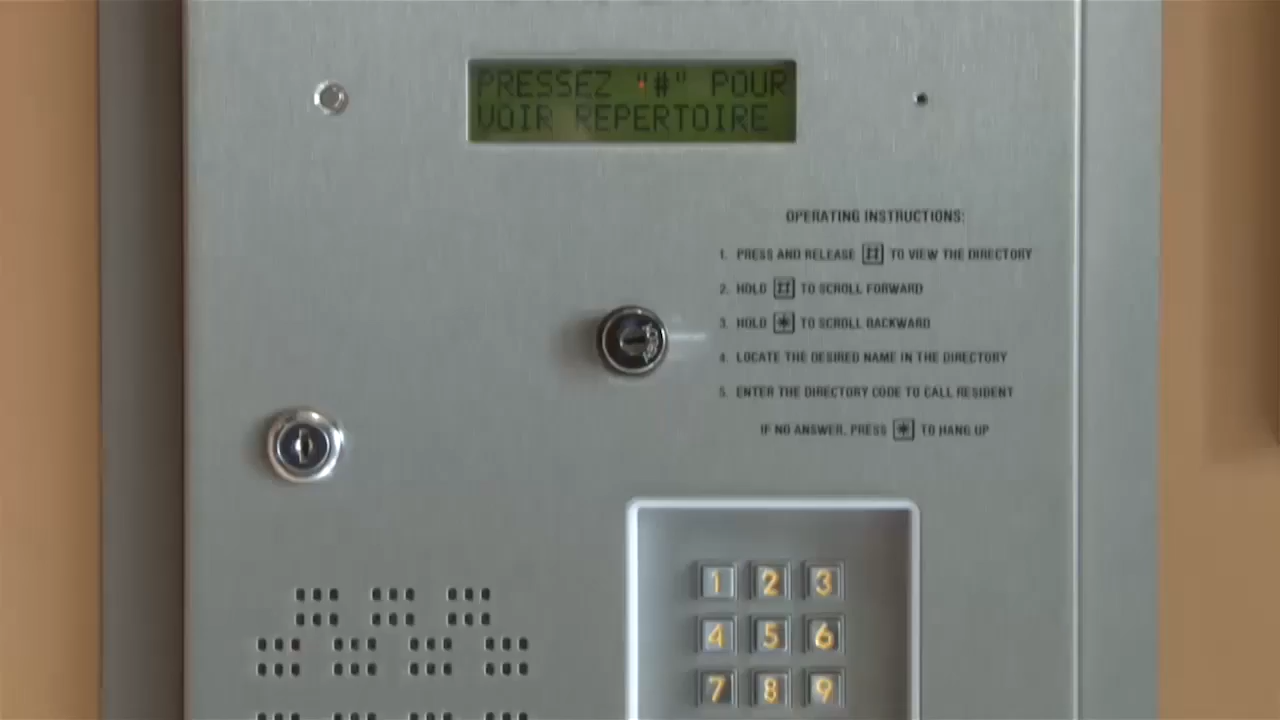 PRESSEZ "#" POUR
VOIR REPERTOIRE
OPERATING INSTRUCTIONS:
1. PRESS AND RELEASE # TO VIEW THE DIRECTORY
2. HOLD # TO SCROLL FORWARD
3. HOLD * TO SCROLL BACKWARD
4. LOCATE THE DESIRED NAME IN THE DIRECTORY
5. ENTER THE DIRECTORY CODE TO CALL RESIDENT
IF NO ANSWER, PRESS * TO HANG UP
1 2 3
4 5 6
7 8 9